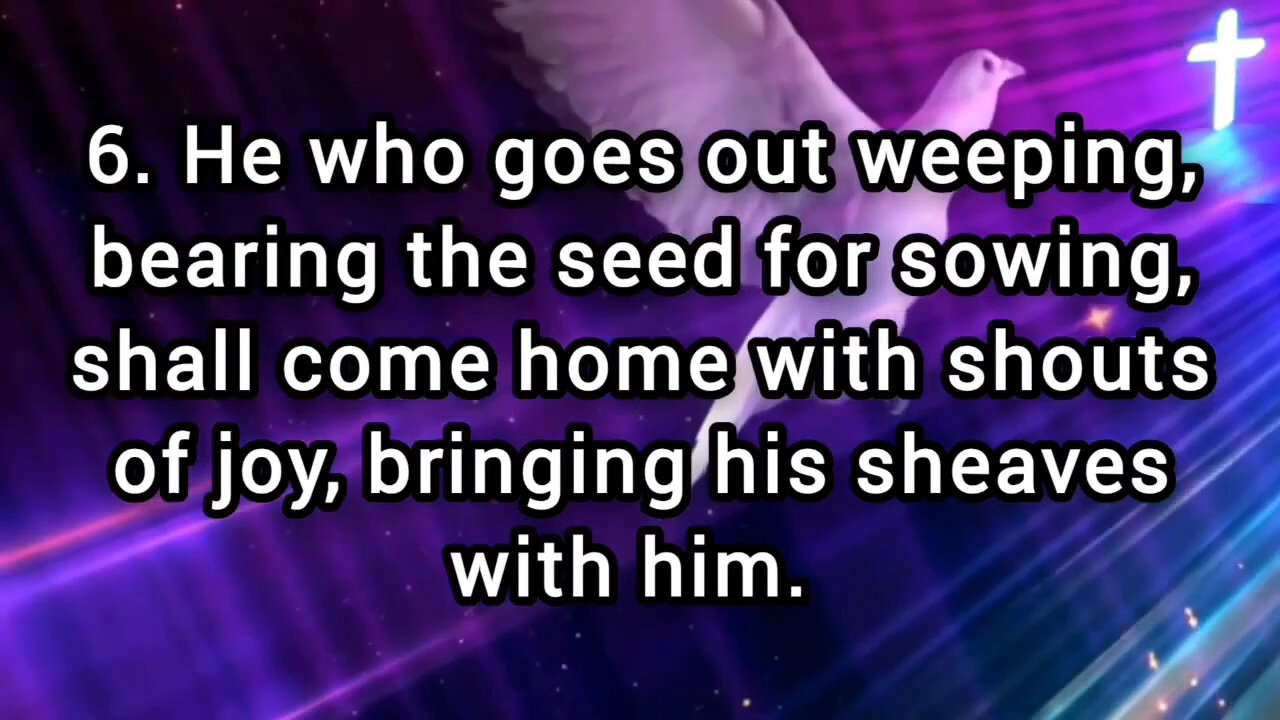 6. He who goes out weeping,
bearing the seed for sowing,
shall come home with shouts
of joy, bringing his sheaves
with him.